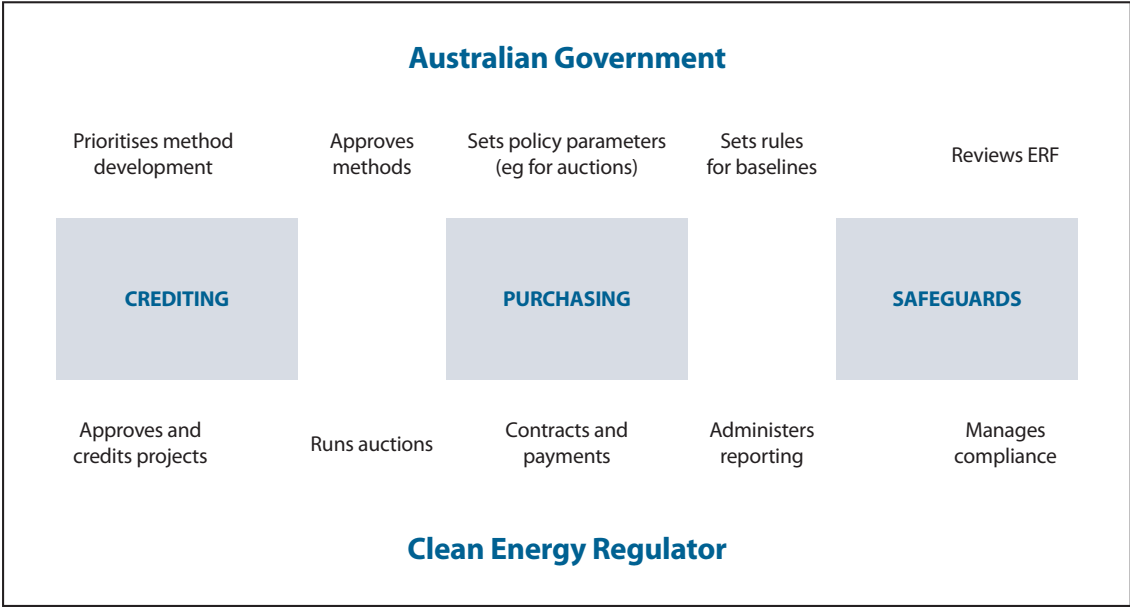 Australian Government
Prioritises method
development
Approves
methods
Sets policy parameters
(eg for auctions)
Sets rules
for baselines
Reviews ERF
CREDITING
PURCHASING
SAFEGUARDS
Approves and
credits projects
Runs auctions
Contracts and
payments
Administers
reporting
Manages
compliance
Clean Energy Regulator